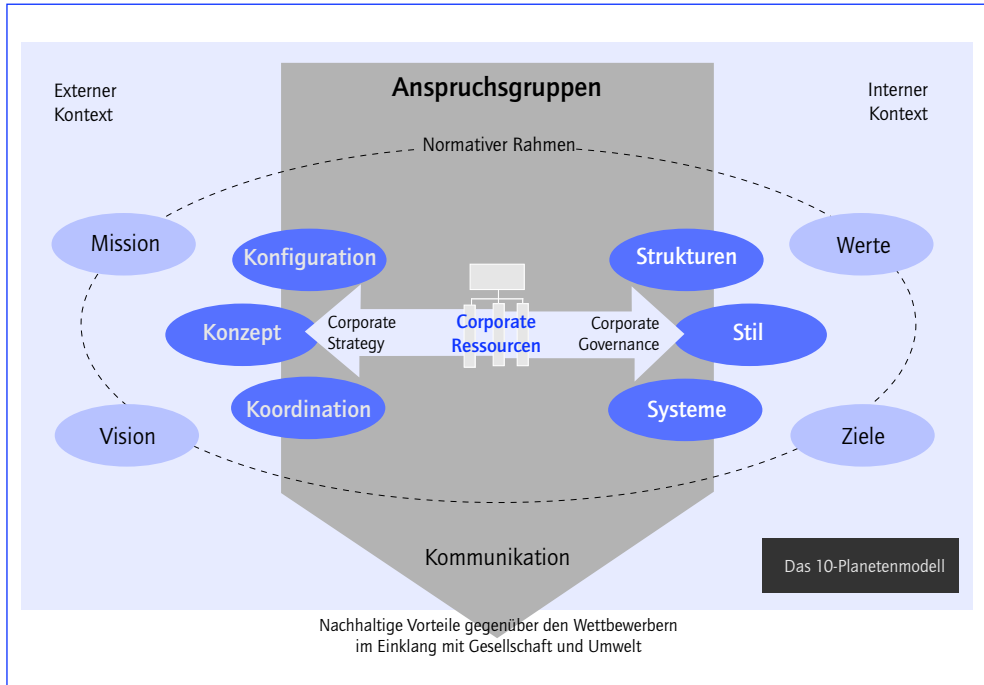 Anspruchsgruppen
Externer
Kontext
Interner
Kontext
Normativer Rahmen
Mission
Werte
Konfiguration
Strukturen
Konzept
Corporate
Strategy
Corporate
Ressourcen
Corporate
Governance
Stil
Koordination
Systeme
Vision
Ziele
Kommunikation
Das 10-Planetenmodell
Nachhaltige Vorteile gegenüber den Wettbewerbern
im Einklang mit Gesellschaft und Umwelt